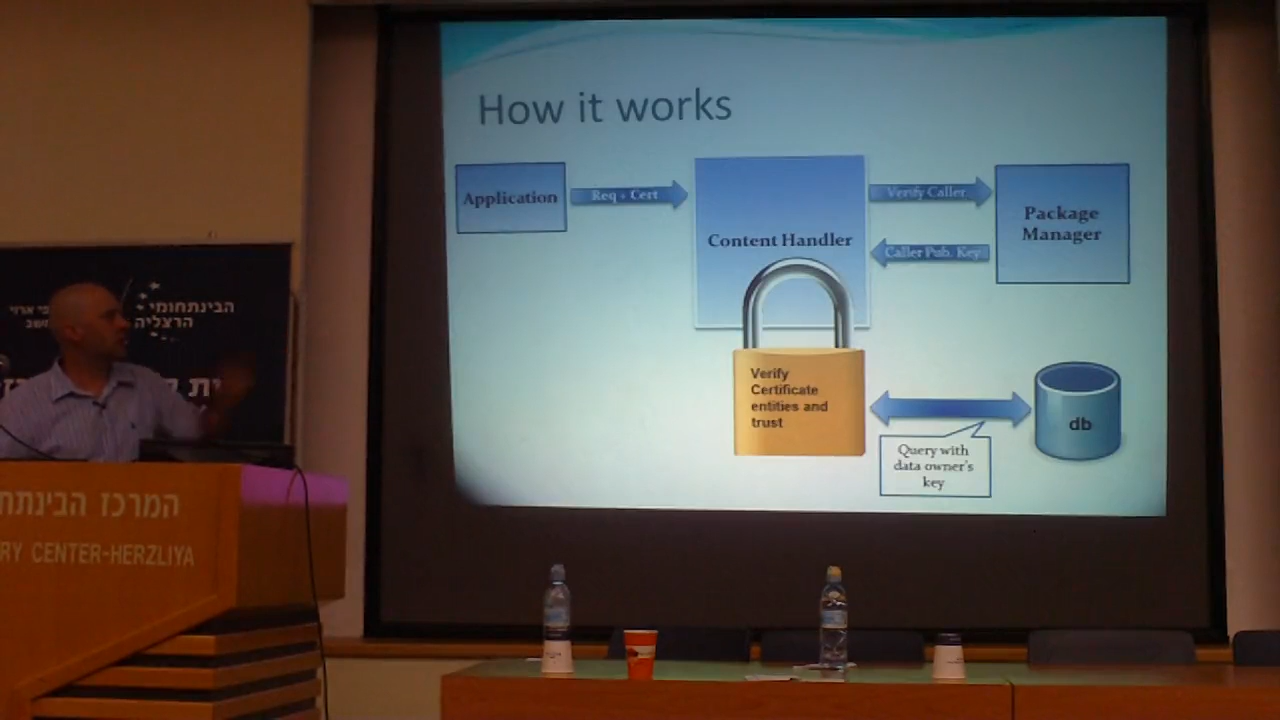 How it works
Application
Req + Cert
Content Handler
Verify Caller
Caller Pub. Key
Package
Manager
Verify
Certificate
entities and
trust
db
Query with
data owner's
key
הבינתחומי
הרצליה
המרכז הבינתח
RY CENTER-HERZLIYA